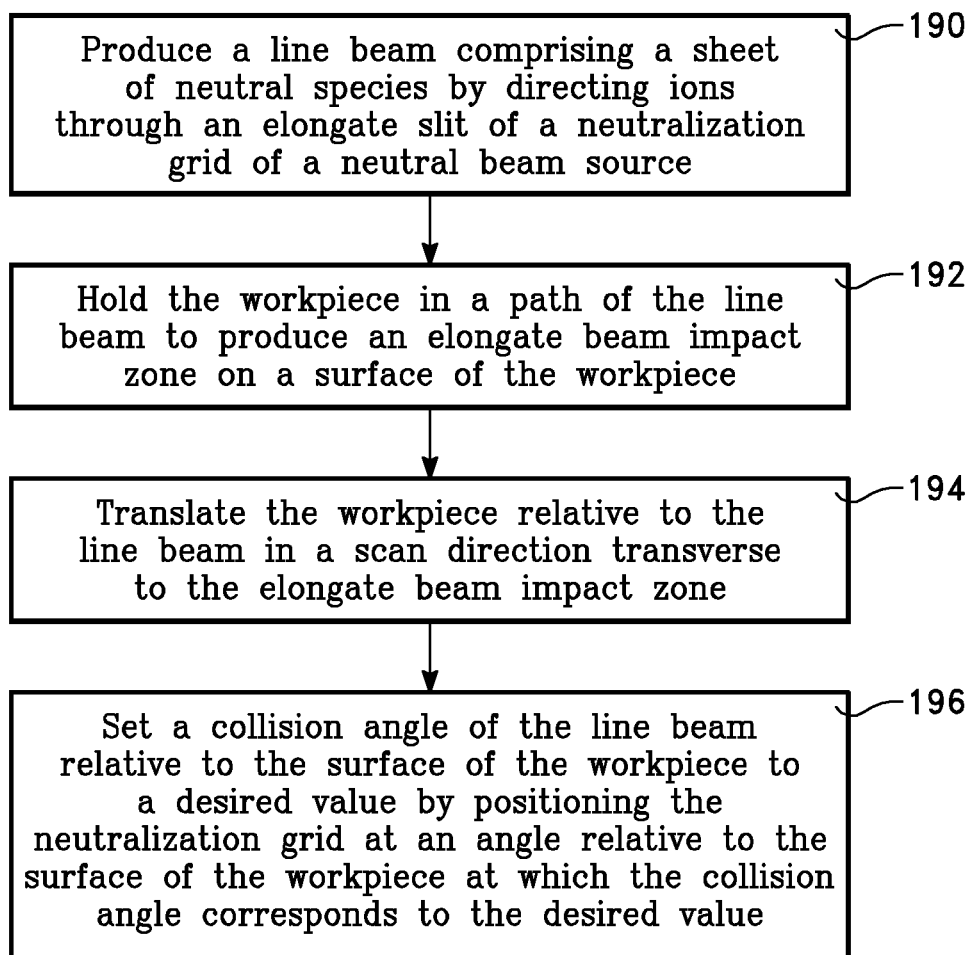 190
Produce a line beam comprising a sheet
of neutral species by directing ions
through an elongate slit of a neutralization
grid of a neutral beam source
192
Hold the workpiece in a path of the line
beam to produce an elongate beam impact
zone on a surface of the workpiece
194
Translate the workpiece relative to the
line beam in a scan direction transverse
to the elongate beam impact zone
196
Set a collision angle of the line beam
relative to the surface of the workpiece to
a desired value by positioning the
neutralization grid at an angle relative to the
surface of the workpiece at which the collision
angle corresponds to the desired value